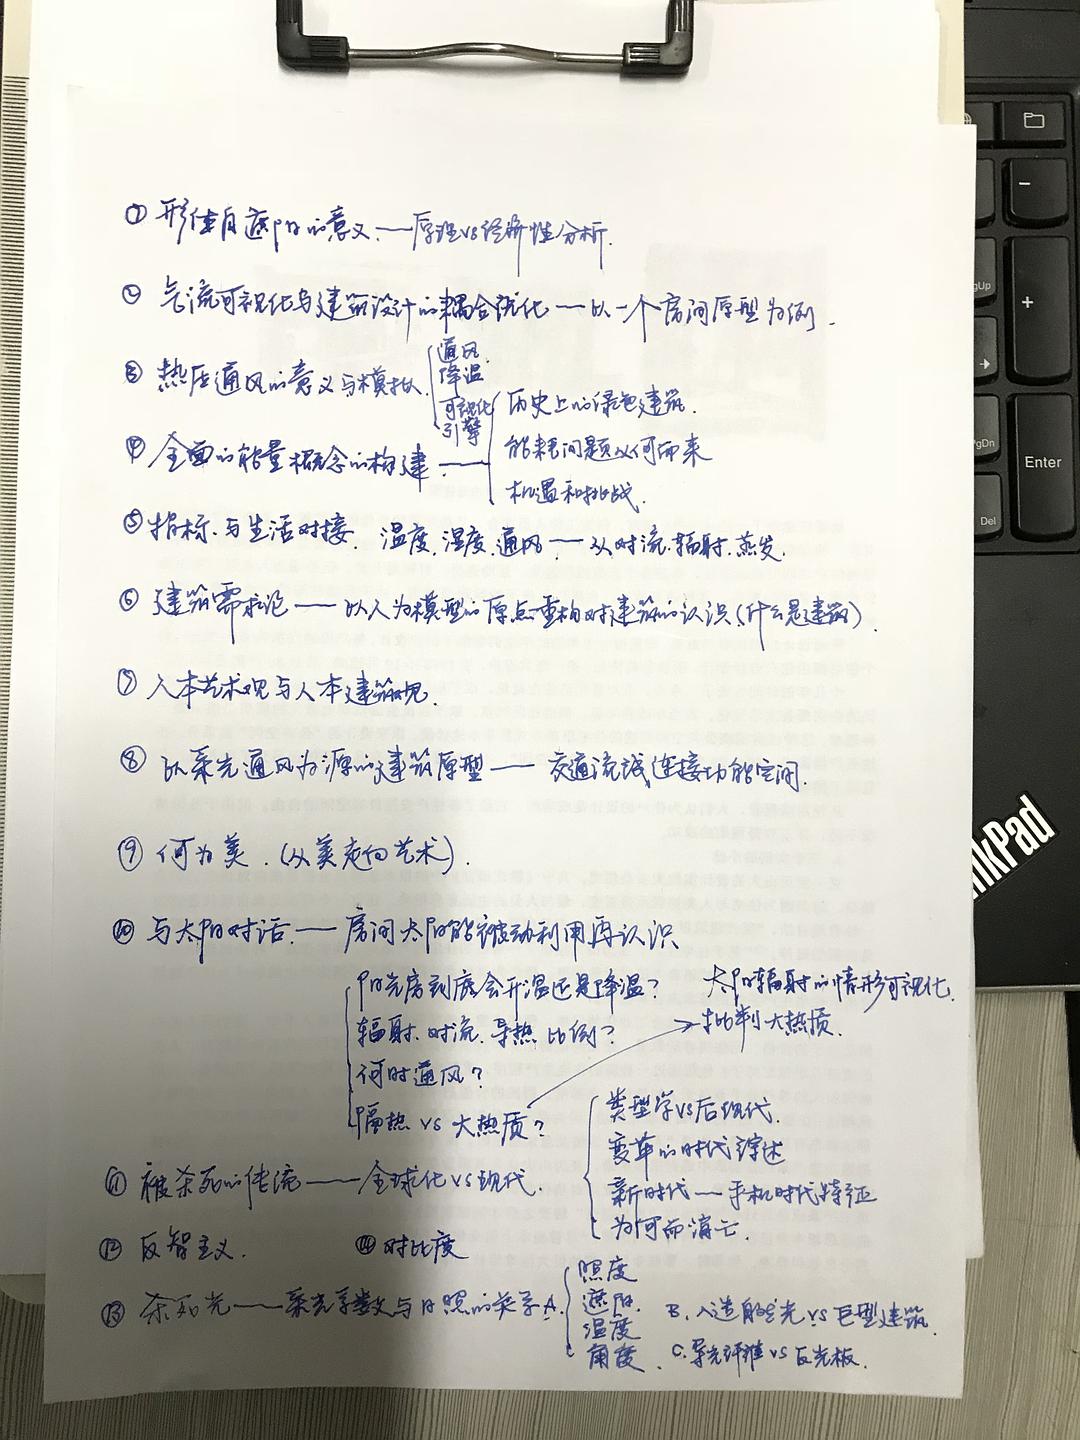 ① 形体自遮阳的意义.——原理vs经济性分析.
② 气流可视化与建筑设计的耦合优化——以一个房间原型为例.
③ 热压通风的意义与模拟.
通风.
降温
可视化
引擎
④ 全面的能量概念的构建.——
历史上的绿色建筑.
能耗问题从何而来
机遇和挑战.
⑤ 指标.与生活对接. 温度.湿度.通风——从对流.辐射.蒸发.
⑥ 建筑需求论——以人为模型的原点重构对建筑的认识(什么是建筑).
⑦ 人本艺术观与人本建筑观.
⑧ 以采光通风为源的建筑原型——交通流线连接功能空间.
⑨ 何为美.(从美走向艺术).
⑩ 与太阳对话.——房间太阳能被动利用再认识
阳光房到底会升温还是降温?
太阳辐射的情形可视化.
辐射.对流.导热比例?
批判大热质.
何时通风?
隔热 vs 大热质?
类型学vs后现代.
变革的时代综述
⑪ 被杀死的传统——全球化vs现代.
新时代——手机时代特征
为何而消亡.
⑫ 反智主义.
⑭ 对比度
⑬ 杀死光——采光系数与日照的关系 A.
照度
遮阳.
温度
角度.
B. 人造自然光vs巨型建筑.
C. 导光纤维vs反光板.
PgUp
PgDn
Del
Enter
+
−
ThinkPad